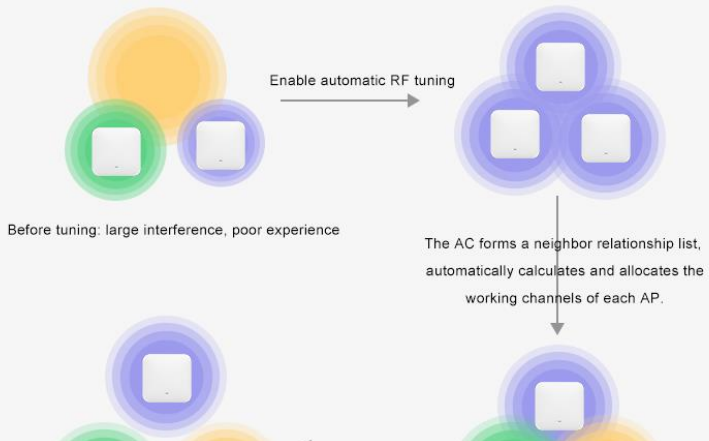 Enable automatic RF tuning
Before tuning: large interference, poor experience
The AC forms a neighbor relationship list,
automatically calculates and allocates the
working channels of each AP.